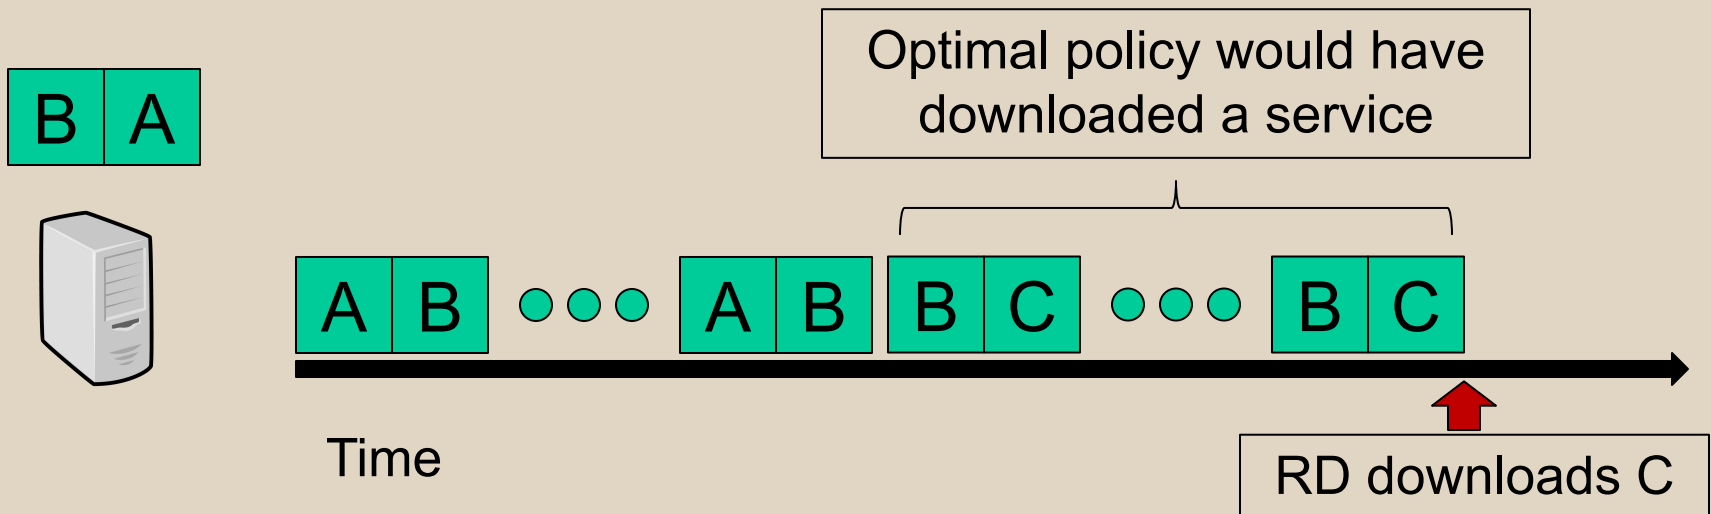 Optimal policy would have
downloaded a service
B A
A B A B B C B C
Time
RD downloads C